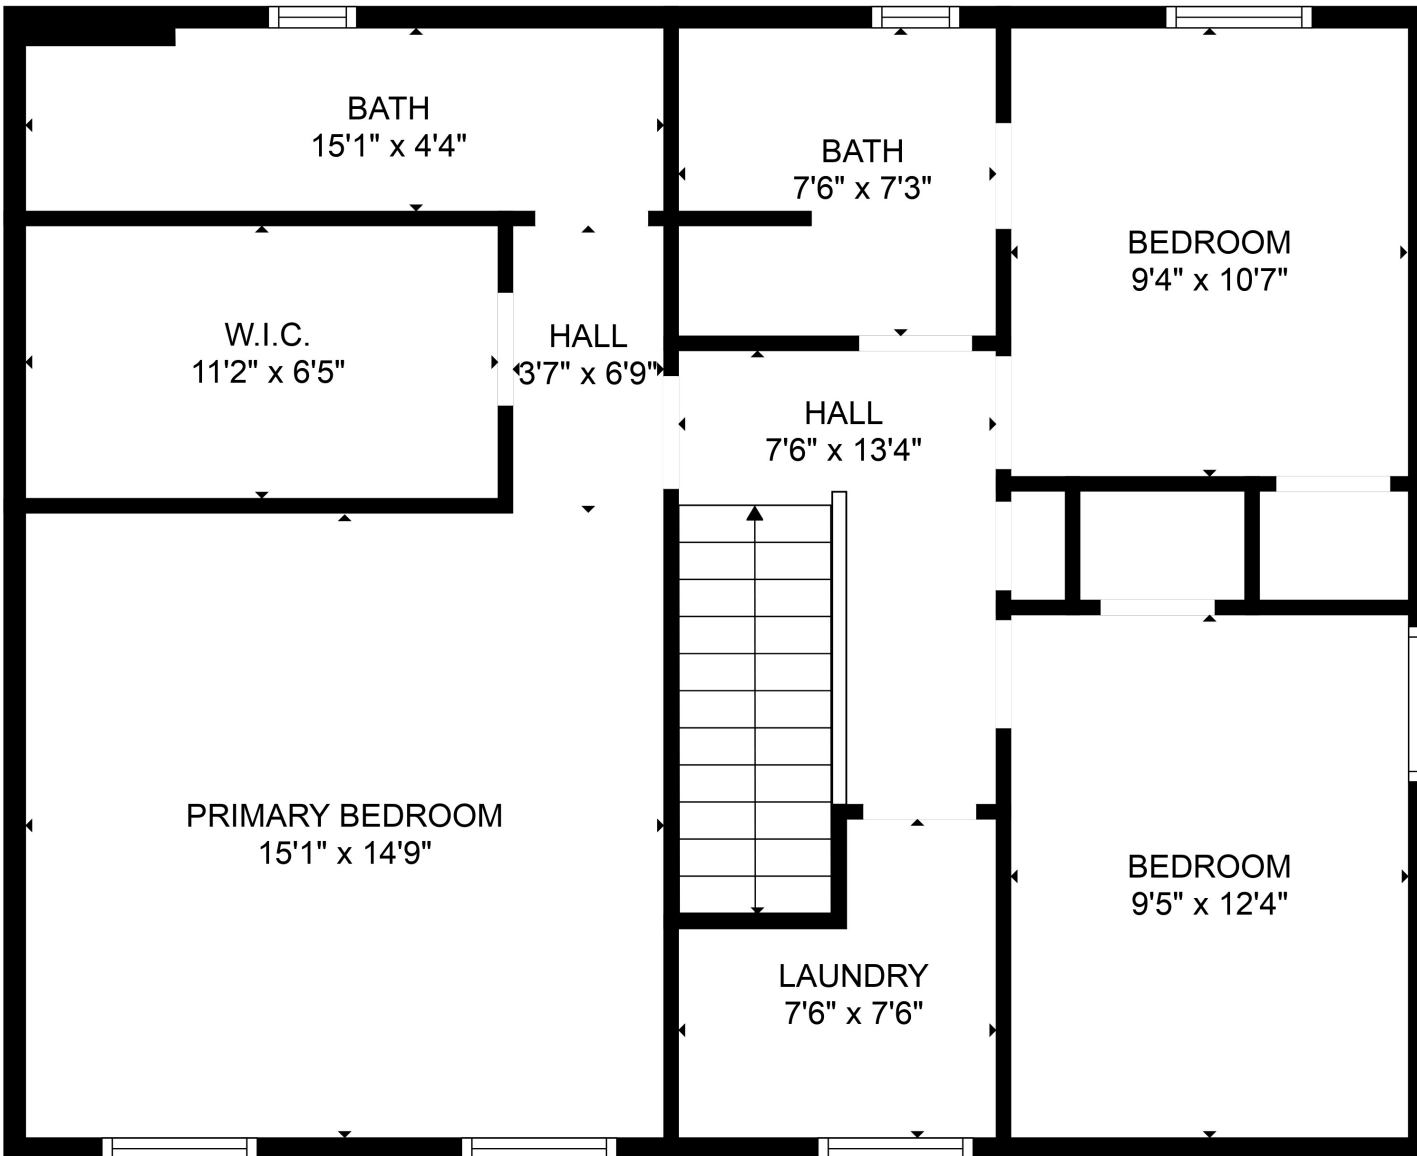 BATH
15'1" x 4'4"
BATH
7'6" x 7'3"
BEDROOM
9'4" x 10'7"
W.I.C.
11'2" x 6'5"
HALL
3'7" x 6'9"
HALL
7'6" x 13'4"
PRIMARY BEDROOM
15'1" x 14'9"
BEDROOM
9'5" x 12'4"
LAUNDRY
7'6" x 7'6"